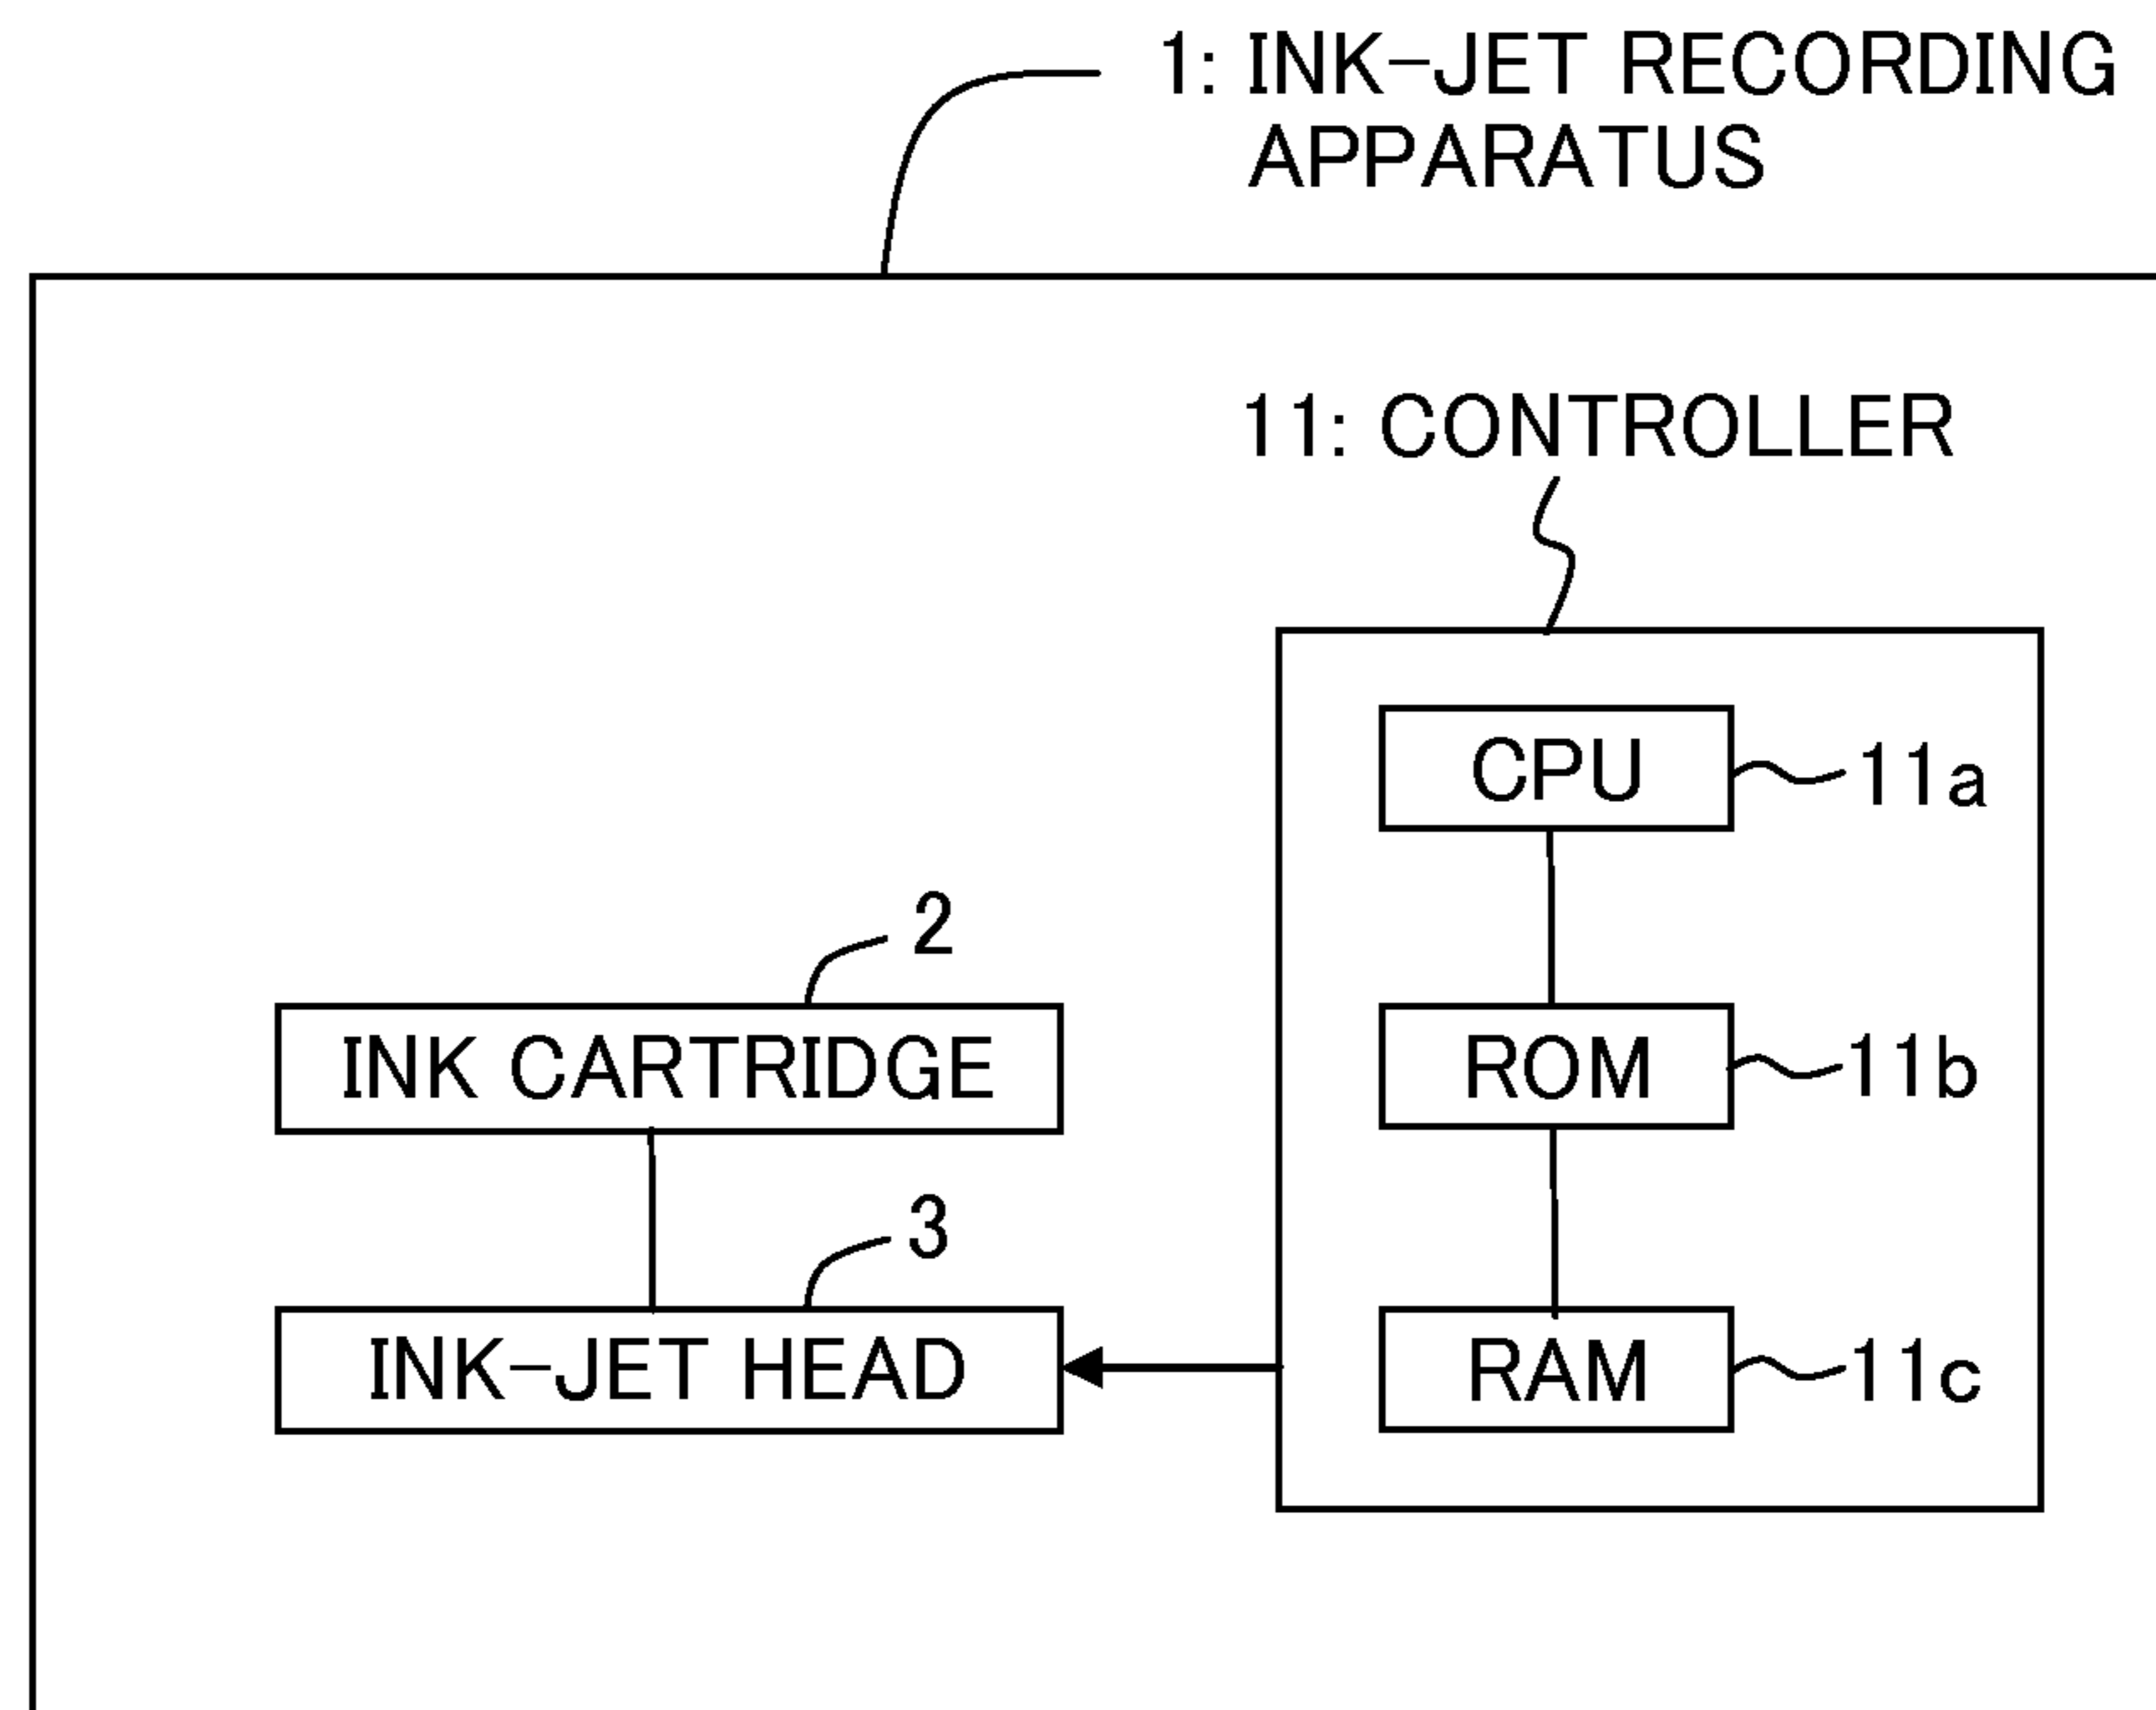 1: INK-JET RECORDING
APPARATUS
11: CONTROLLER
CPU
11a
2
INK CARTRIDGE
ROM
11b
3
INK-JET HEAD
RAM
11c